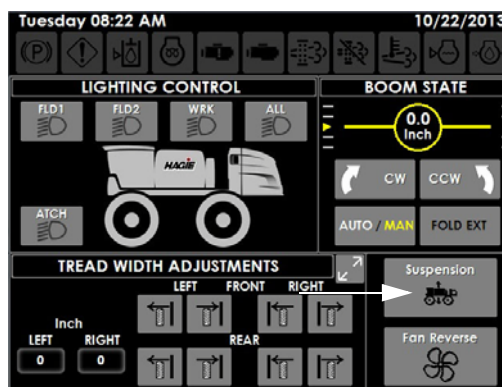 Tuesday 08:22 AM 10/22/2013
(P)
LIGHTING CONTROL
FLD1 FLD2 WRK ALL
HAGIE
ATCH
BOOM STATE
0.0
Inch
CW CCW
AUTO / MAN FOLD EXT
TREAD WIDTH ADJUSTMENTS
LEFT FRONT RIGHT
Inch
LEFT RIGHT
0 0
REAR
Suspension
Fan Reverse